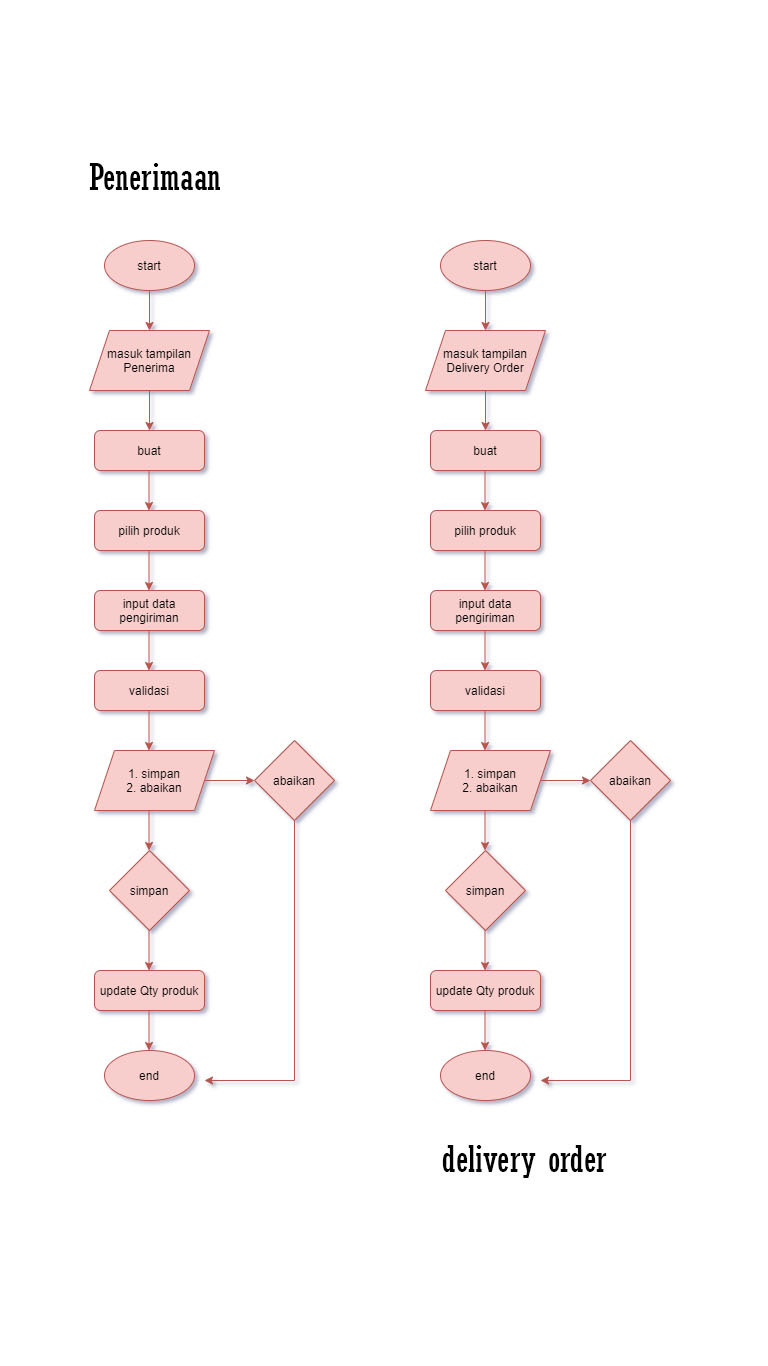 Penerimaan
start
masuk tampilan
Penerima
buat
pilih produk
input data
pengiriman
validasi
1. simpan
2. abaikan
abaikan
simpan
update Qty produk
end
start
masuk tampilan
Delivery Order
buat
pilih produk
input data
pengiriman
validasi
1. simpan
2. abaikan
abaikan
simpan
update Qty produk
end
delivery order